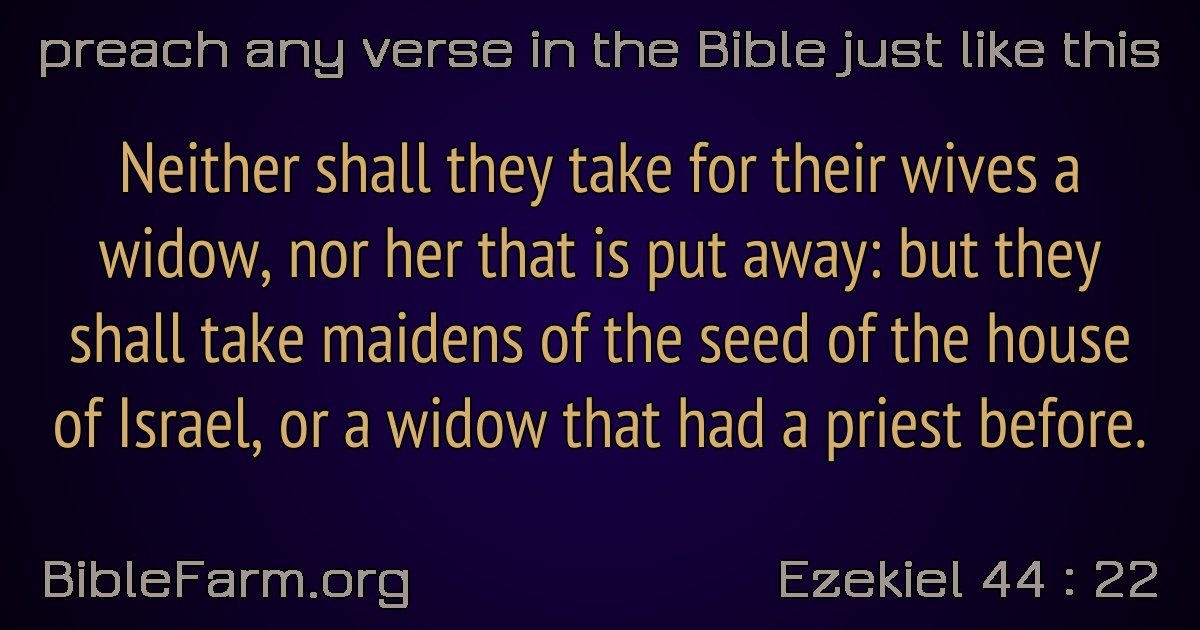 preach any verse in the Bible just like this
Neither shall they take for their wives a
widow, nor her that is put away: but they
shall take maidens of the seed of the house
of Israel, or a widow that had a priest before.
BibleFarm.org
Ezekiel 44 : 22